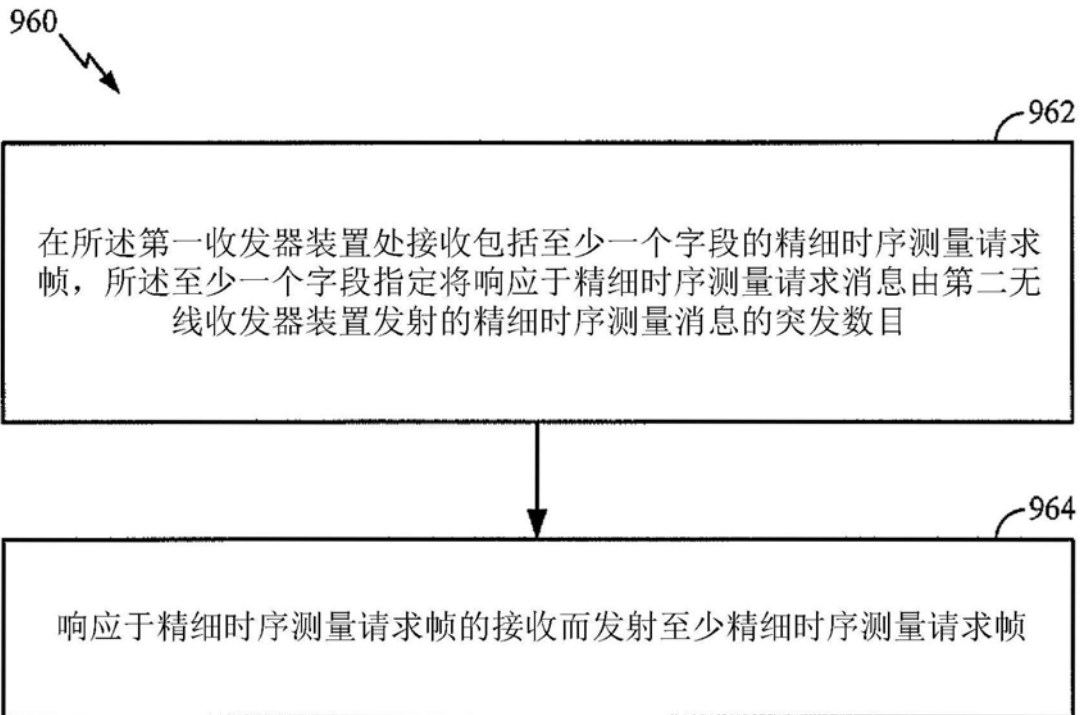 960
962
在所述第一收发器装置处接收包括至少一个字段的精细时序测量请求
帧，所述至少一个字段指定将响应于精细时序测量请求消息由第二无
线收发器装置发射的精细时序测量消息的突发数目
964
响应于精细时序测量请求帧的接收而发射至少精细时序测量请求帧